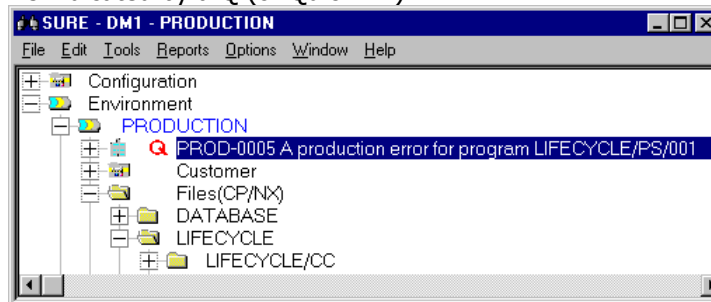 SURE - DM1 - PRODUCTION
File Edit Tools Reports Options Window Help
Configuration
Environment
PRODUCTION
Q PROD-0005 A production error for program LIFECYCLE/PS/001
Customer
Files(CP/NX)
DATABASE
LIFECYCLE
LIFECYCLE/CC